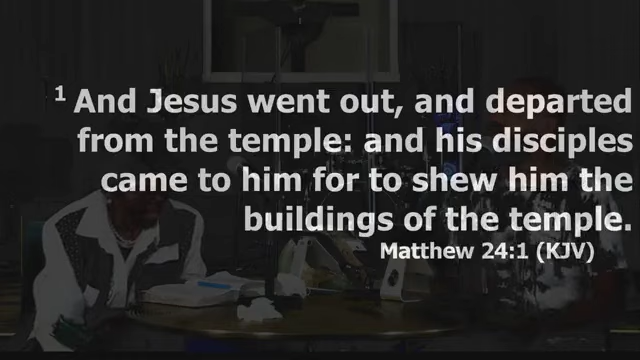 1 And Jesus went out, and departed
from the temple: and his disciples
came to him for to shew him the
buildings of the temple.
Matthew 24:1 (KJV)